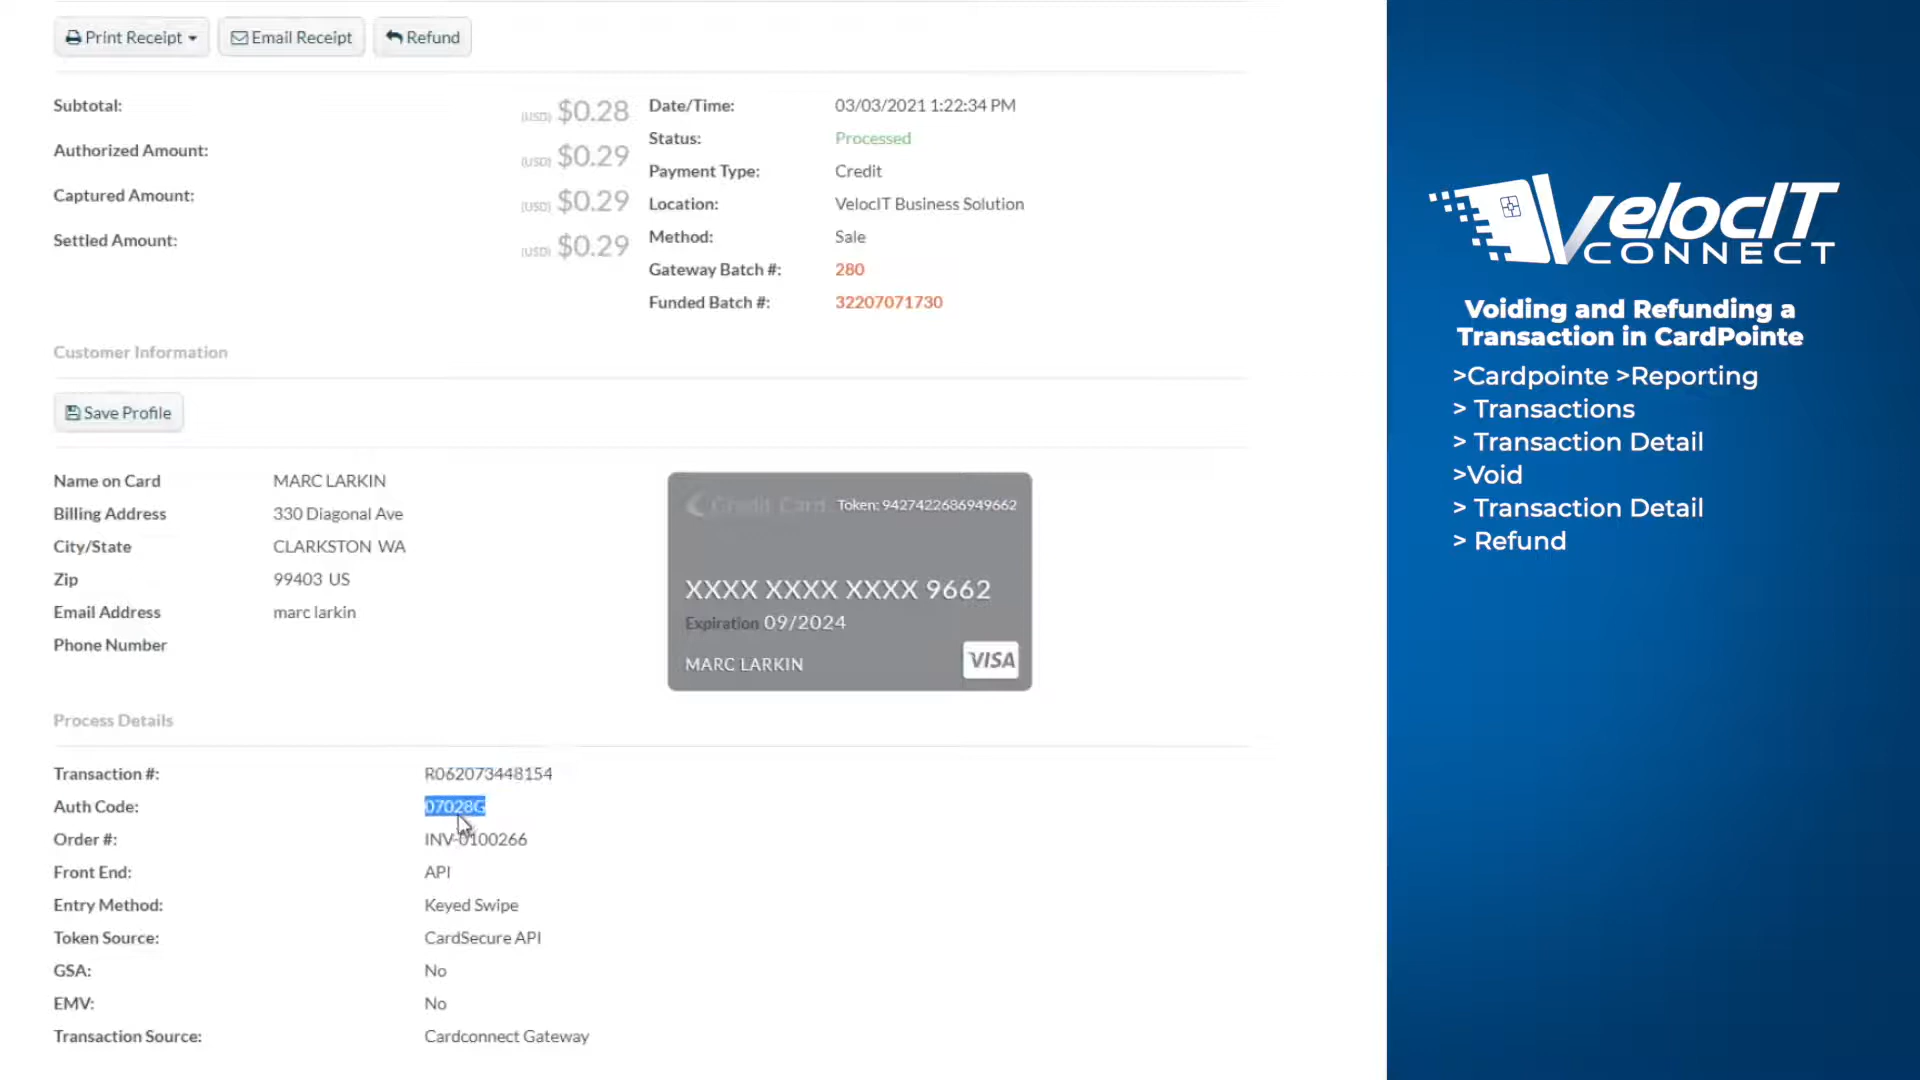 Print Receipt
Email Receipt
Refund
Subtotal: (USD) $0.28
Authorized Amount: (USD) $0.29
Captured Amount: (USD) $0.29
Settled Amount: (USD) $0.29
Date/Time: 03/03/2021 1:22:34 PM
Status: Processed
Payment Type: Credit
Location: VelocIT Business Solution
Method: Sale
Gateway Batch #: 280
Funded Batch #: 32207071730
Customer Information
Save Profile
Name on Card MARC LARKIN
Billing Address 330 Diagonal Ave
City/State CLARKSTON WA
Zip 99403 US
Email Address marc larkin
Phone Number
Credit Card Token: 9427422686949662
XXXX XXXX XXXX 9662
Expiration 09/2024
MARC LARKIN
VISA
Process Details
Transaction #: R062073448154
Auth Code: 07028G
Order #: INV-0100266
Front End: API
Entry Method: Keyed Swipe
Token Source: CardSecure API
GSA: No
EMV: No
Transaction Source: Cardconnect Gateway
VelocIT
CONNECT
Voiding and Refunding a
Transaction in CardPointe
>Cardpointe >Reporting
> Transactions
> Transaction Detail
>Void
> Transaction Detail
> Refund